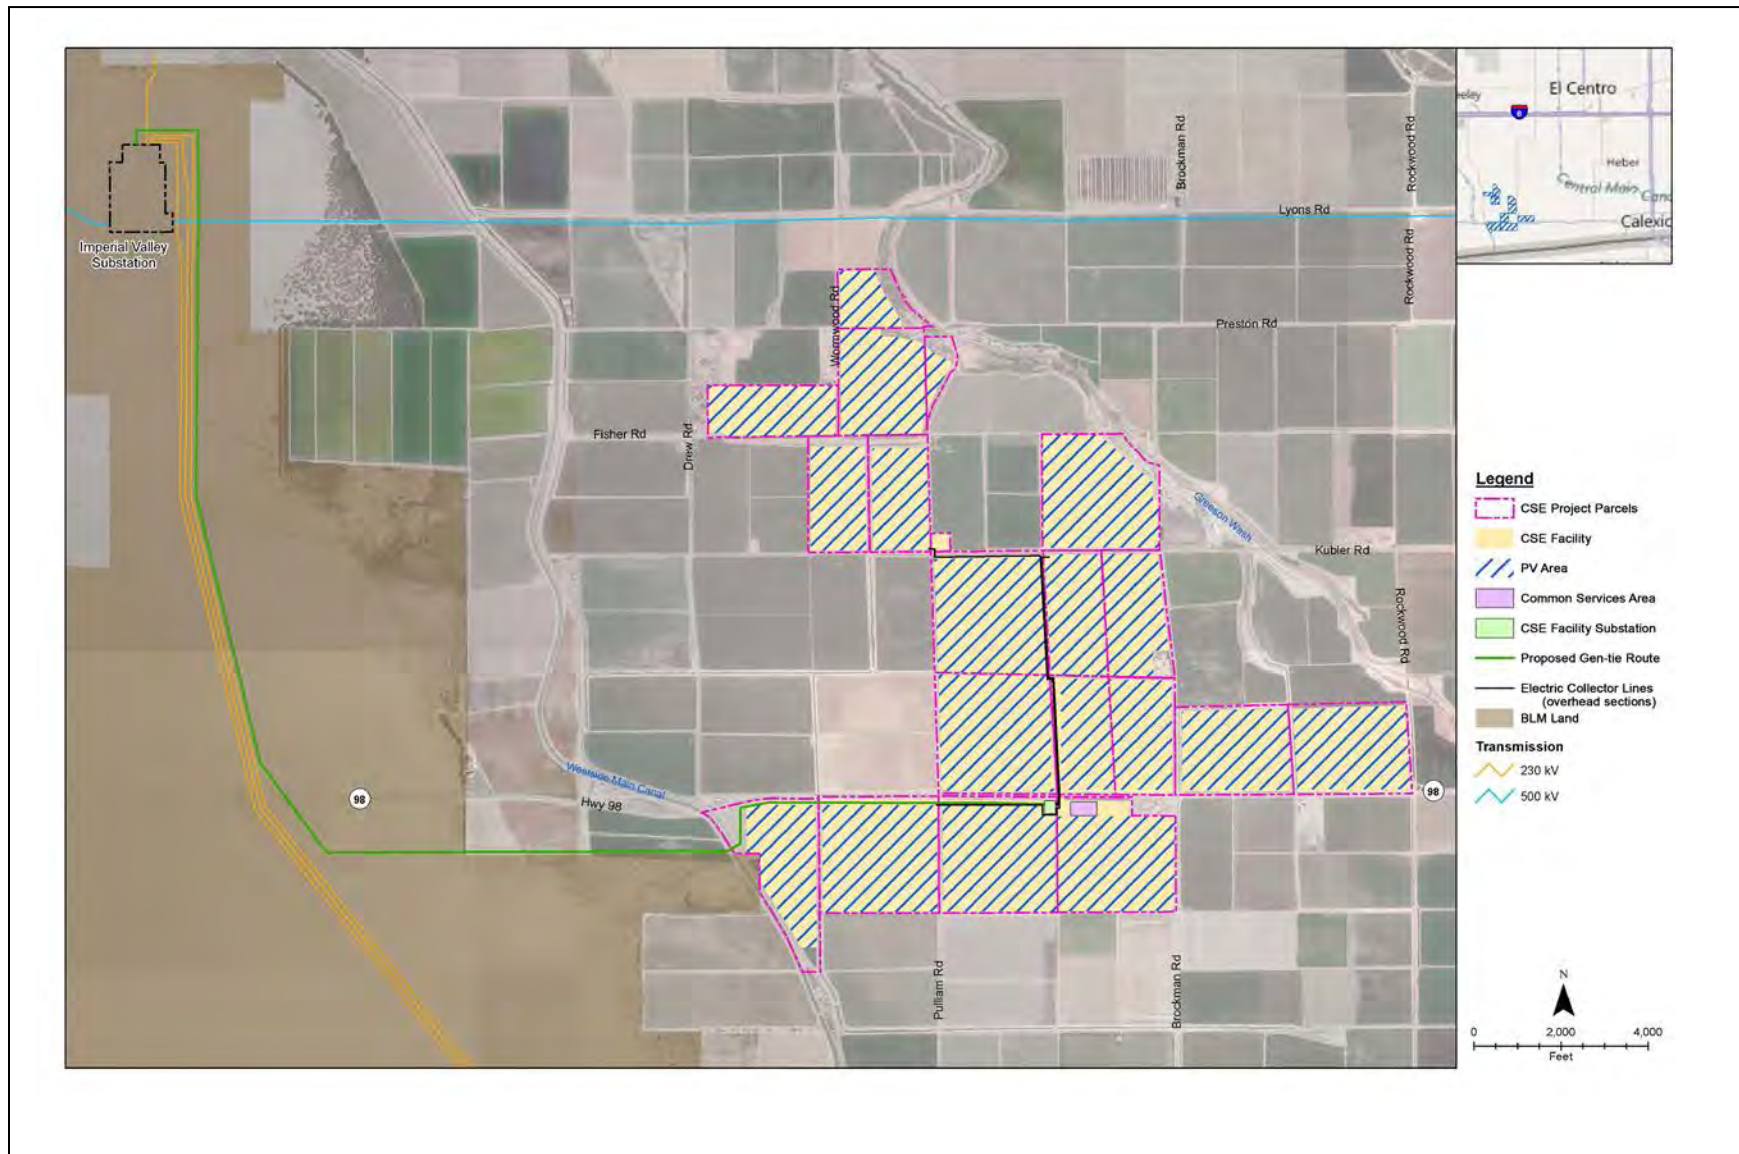 El Centro
eeley
8
Heber
Central Main Cana
Calexic
Brockman Rd
Rockwood Rd
Lyons Rd
Imperial Valley
Substation
Rockwood Rd
Wormwood Rd
Preston Rd
Fisher Rd
Drew Rd
Greeson Wash
Kubler Rd
Rockwood Rd
Westside Main Canal
Hwy 98
98
98
Pulliam Rd
Brockman Rd
Legend
CSE Project Parcels
CSE Facility
PV Area
Common Services Area
CSE Facility Substation
Proposed Gen-tie Route
Electric Collector Lines
(overhead sections)
BLM Land
Transmission
230 kV
500 kV
N
0 2,000 4,000
Feet